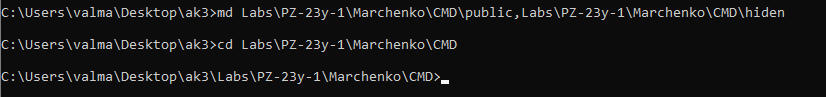 C:\Users\valma\Desktop\ak3>md Labs\PZ-23y-1\Marchenko\CMD\public,Labs\PZ-23y-1\Marchenko\CMD\hiden
C:\Users\valma\Desktop\ak3>cd Labs\PZ-23y-1\Marchenko\CMD
C:\Users\valma\Desktop\ak3\Labs\PZ-23y-1\Marchenko\CMD>